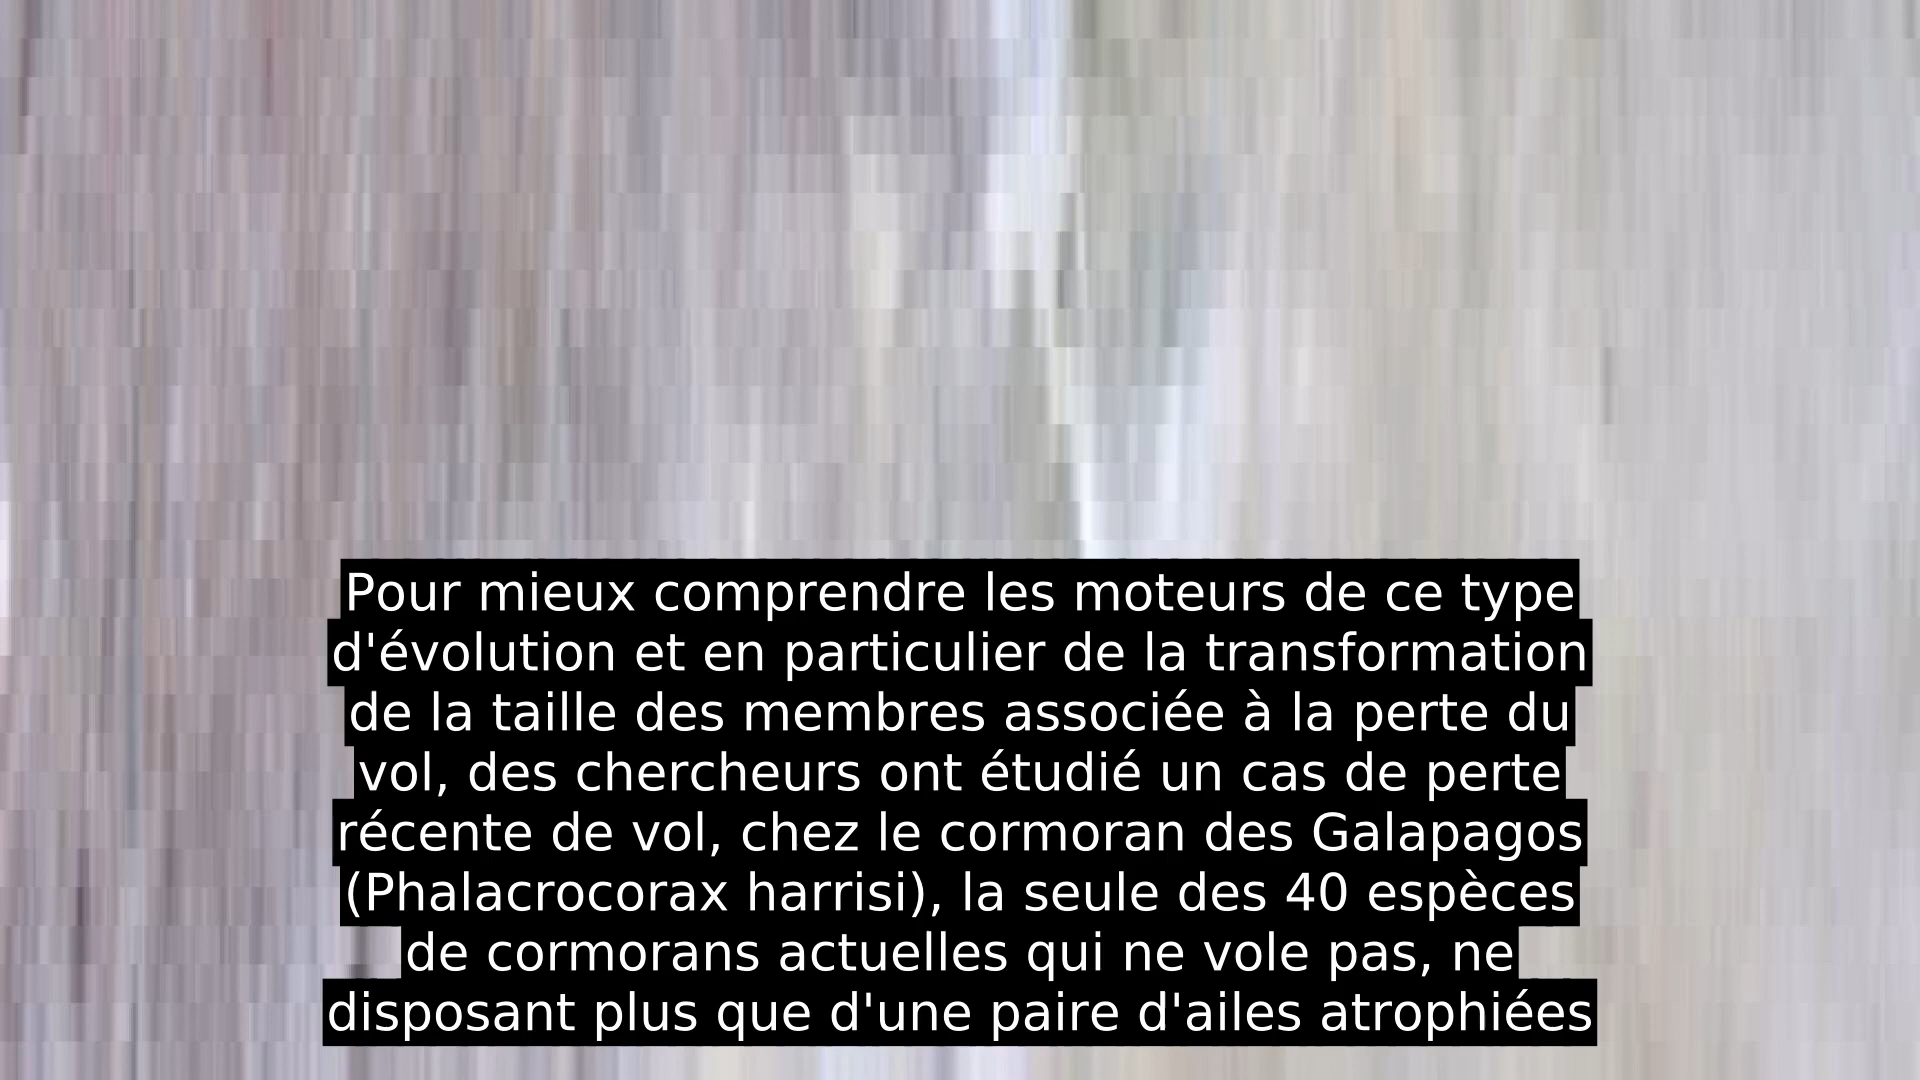 Pour mieux comprendre les moteurs de ce type
d'évolution et en particulier de la transformation
de la taille des membres associée à la perte du
vol, des chercheurs ont étudié un cas de perte
récente de vol, chez le cormoran des Galapagos
(Phalacrocorax harrisi), la seule des 40 espèces
de cormorans actuelles qui ne vole pas, ne
disposant plus que d'une paire d'ailes atrophiées